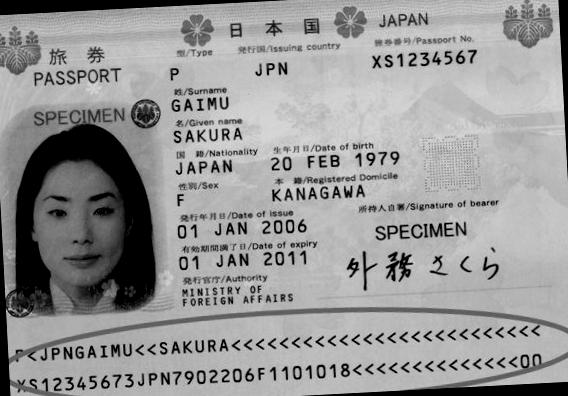 日本国 JAPAN
旅券
PASSPORT
型/Type 発行国/Issuing country 旅券番号/Passport No.
P JPN XS1234567
姓/Surname
GAIMU
SPECIMEN
名/Given name
SAKURA
国 籍/Nationality 生年月日/Date of birth
JAPAN 20 FEB 1979
性別/Sex 本 籍/Registered Domicile
F KANAGAWA
所持人自署/Signature of bearer
発行年月日/Date of issue
01 JAN 2006
SPECIMEN
有効期間満了日/Date of expiry
01 JAN 2011
外務さくら
発行官庁/Authority
MINISTRY OF
FOREIGN AFFAIRS
P<JPNGAIMU<<SAKURA<<<<<<<<<<<<<<<<<<<<<<<<<<
XS12345673JPN7902206F1101018<<<<<<<<<<<<<<00